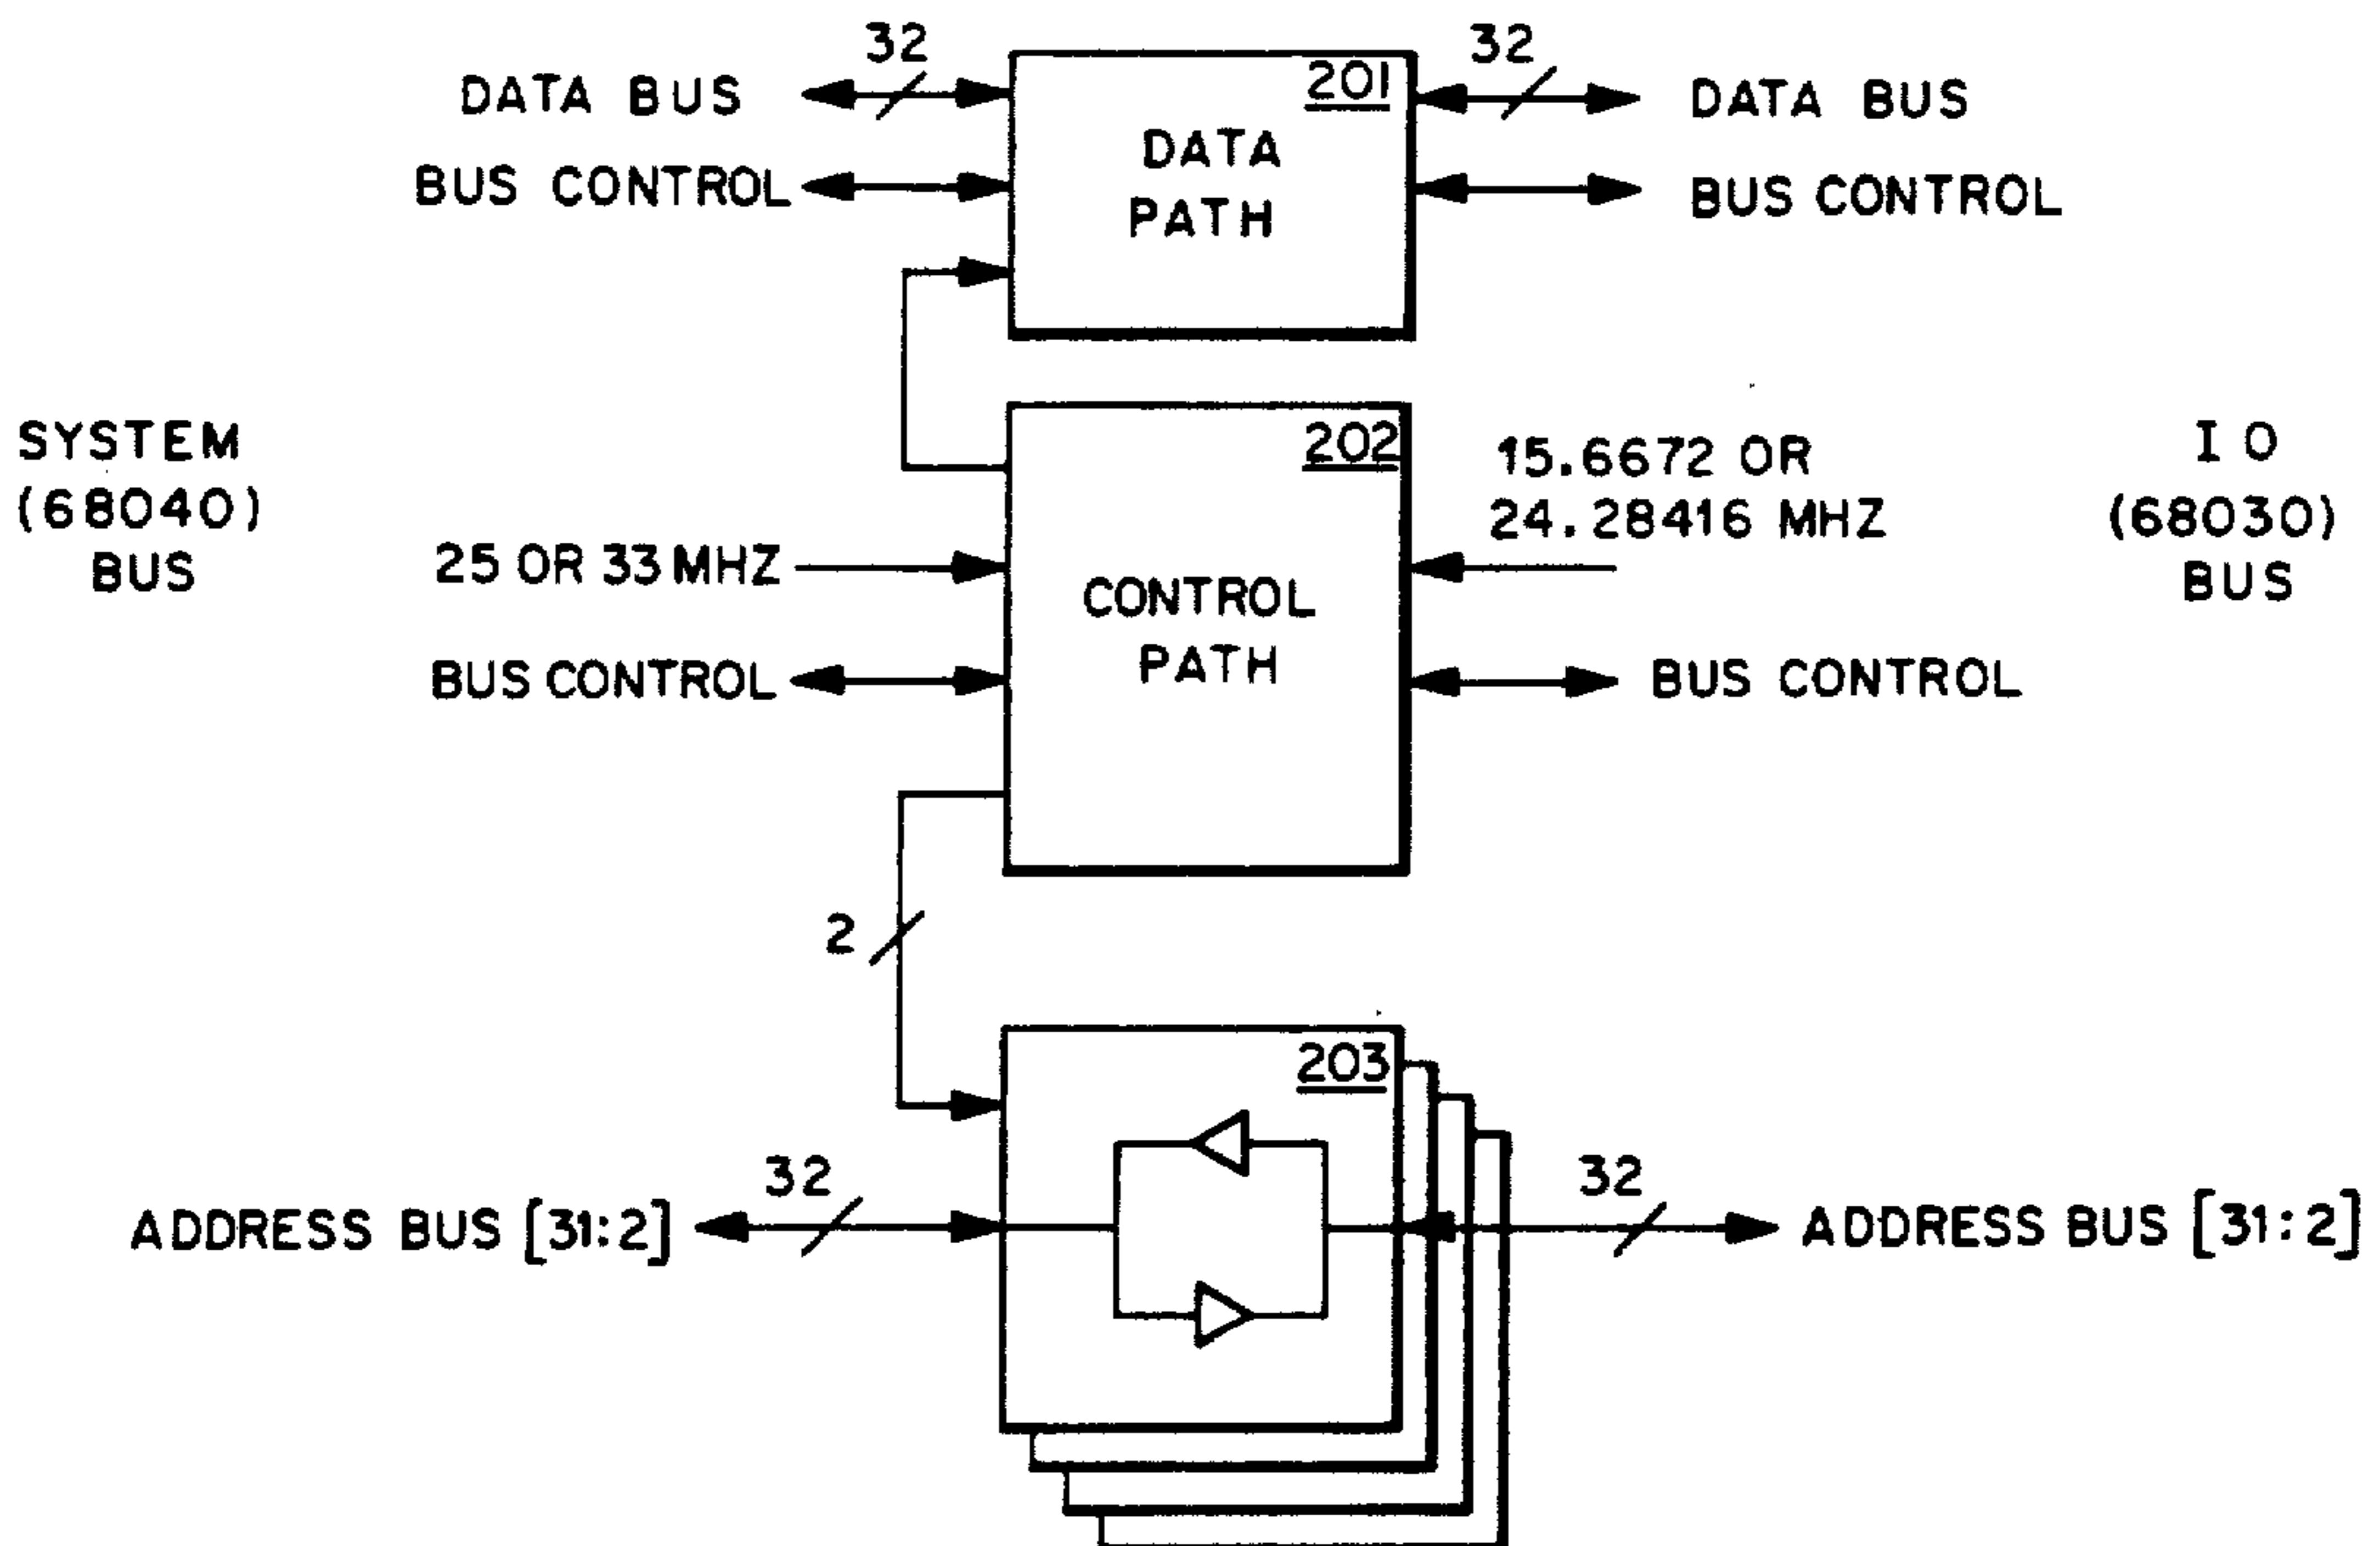 32
32
DATA BUS
201
DATA BUS
DATA
PATH
BUS CONTROL
BUS CONTROL
SYSTEM
(68040)
BUS
202
15.6672 OR
24.28416 MHZ
I O
(68030)
BUS
25 OR 33 MHZ
CONTROL
PATH
BUS CONTROL
BUS CONTROL
2
203
32
32
ADDRESS BUS [31:2]
ADDRESS BUS [31:2]